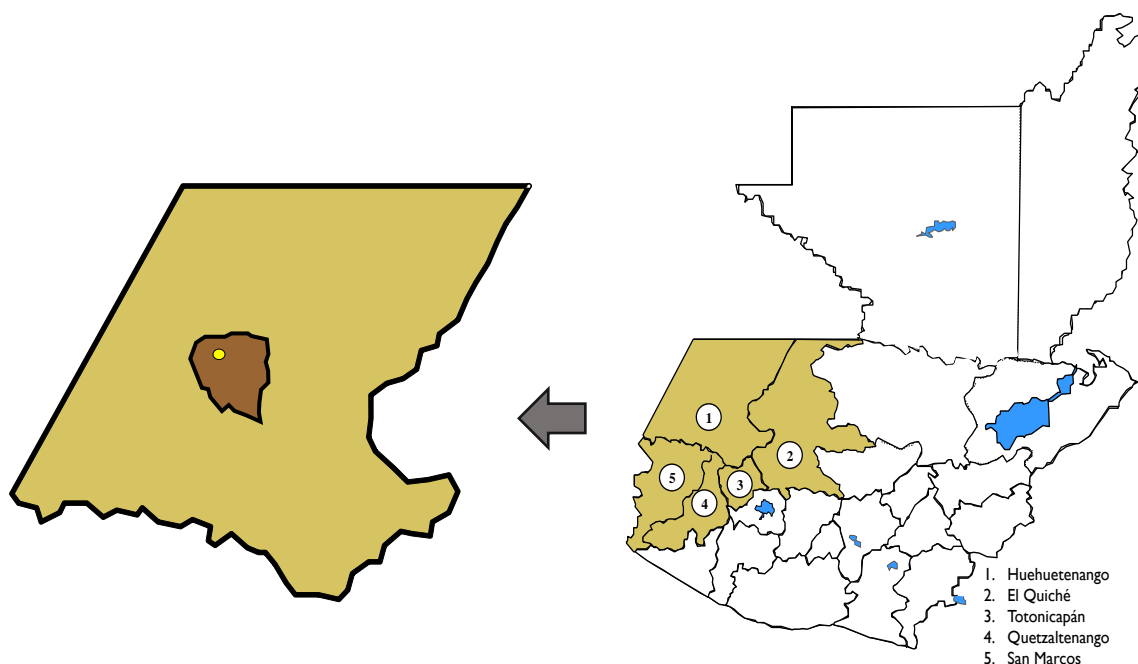 1
2
5
3
4
1. Huehuetenango
2. El Quiché
3. Totonicapán
4. Quetzaltenango
5. San Marcos